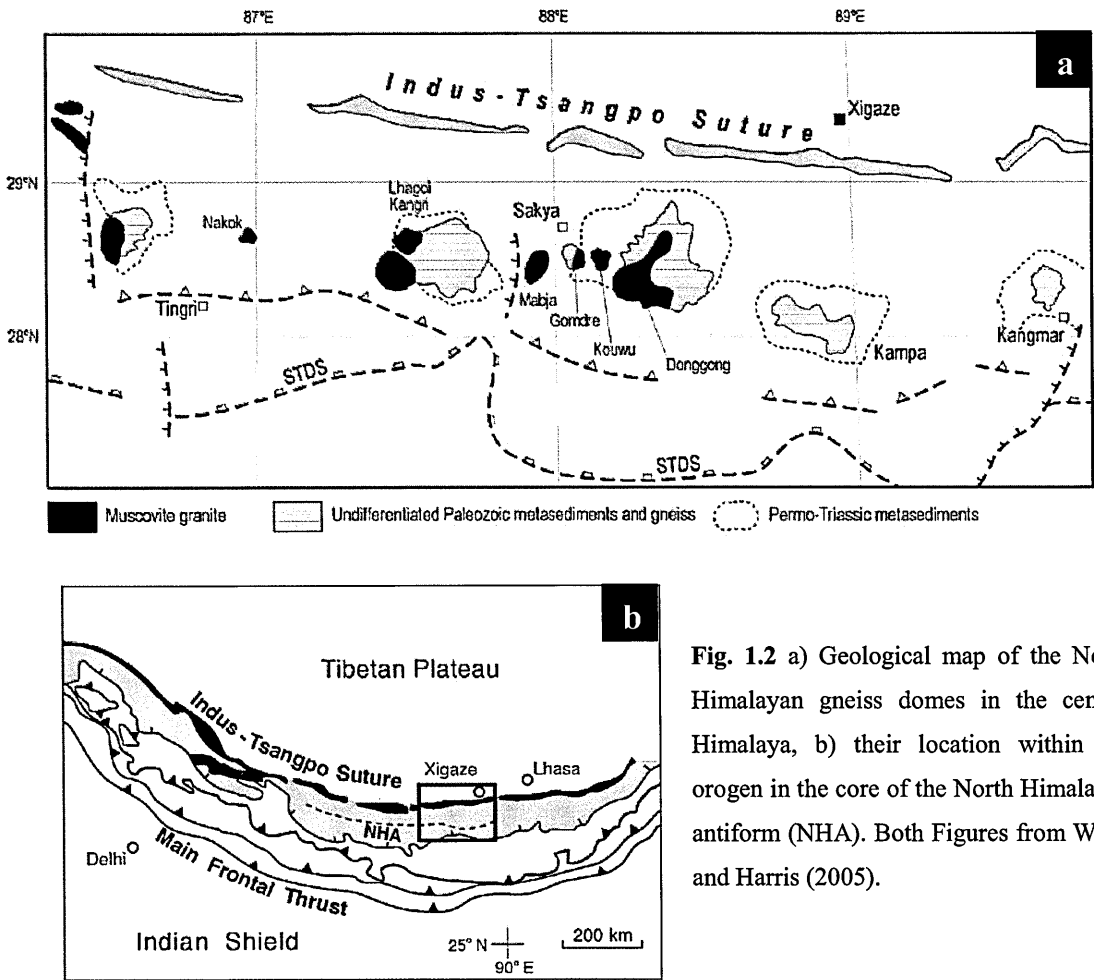 87°E 88°E 89°E
a
Indus-Tsangpo Suture
Xigaze
29°N
Lhagoi
Kangri
Nakok
Sakya
Mabja
Gomdre
Kouwu
Donggong
Tingri
28°N
Kampa
Kangmar
STDS
STDS
Muscovite granite Undifferentiated Paleozoic metasediments and gneiss Permo-Triassic metasediments
b
Tibetan Plateau
Indus-Tsangpo Suture
Xigaze
Lhasa
NHA
Delhi
Main Frontal Thrust
Indian Shield
25° N
90° E
200 km
Fig. 1.2 a) Geological map of the No
Himalayan gneiss domes in the cen
Himalaya, b) their location within
orogen in the core of the North Himala
antiform (NHA). Both Figures from W
and Harris (2005).